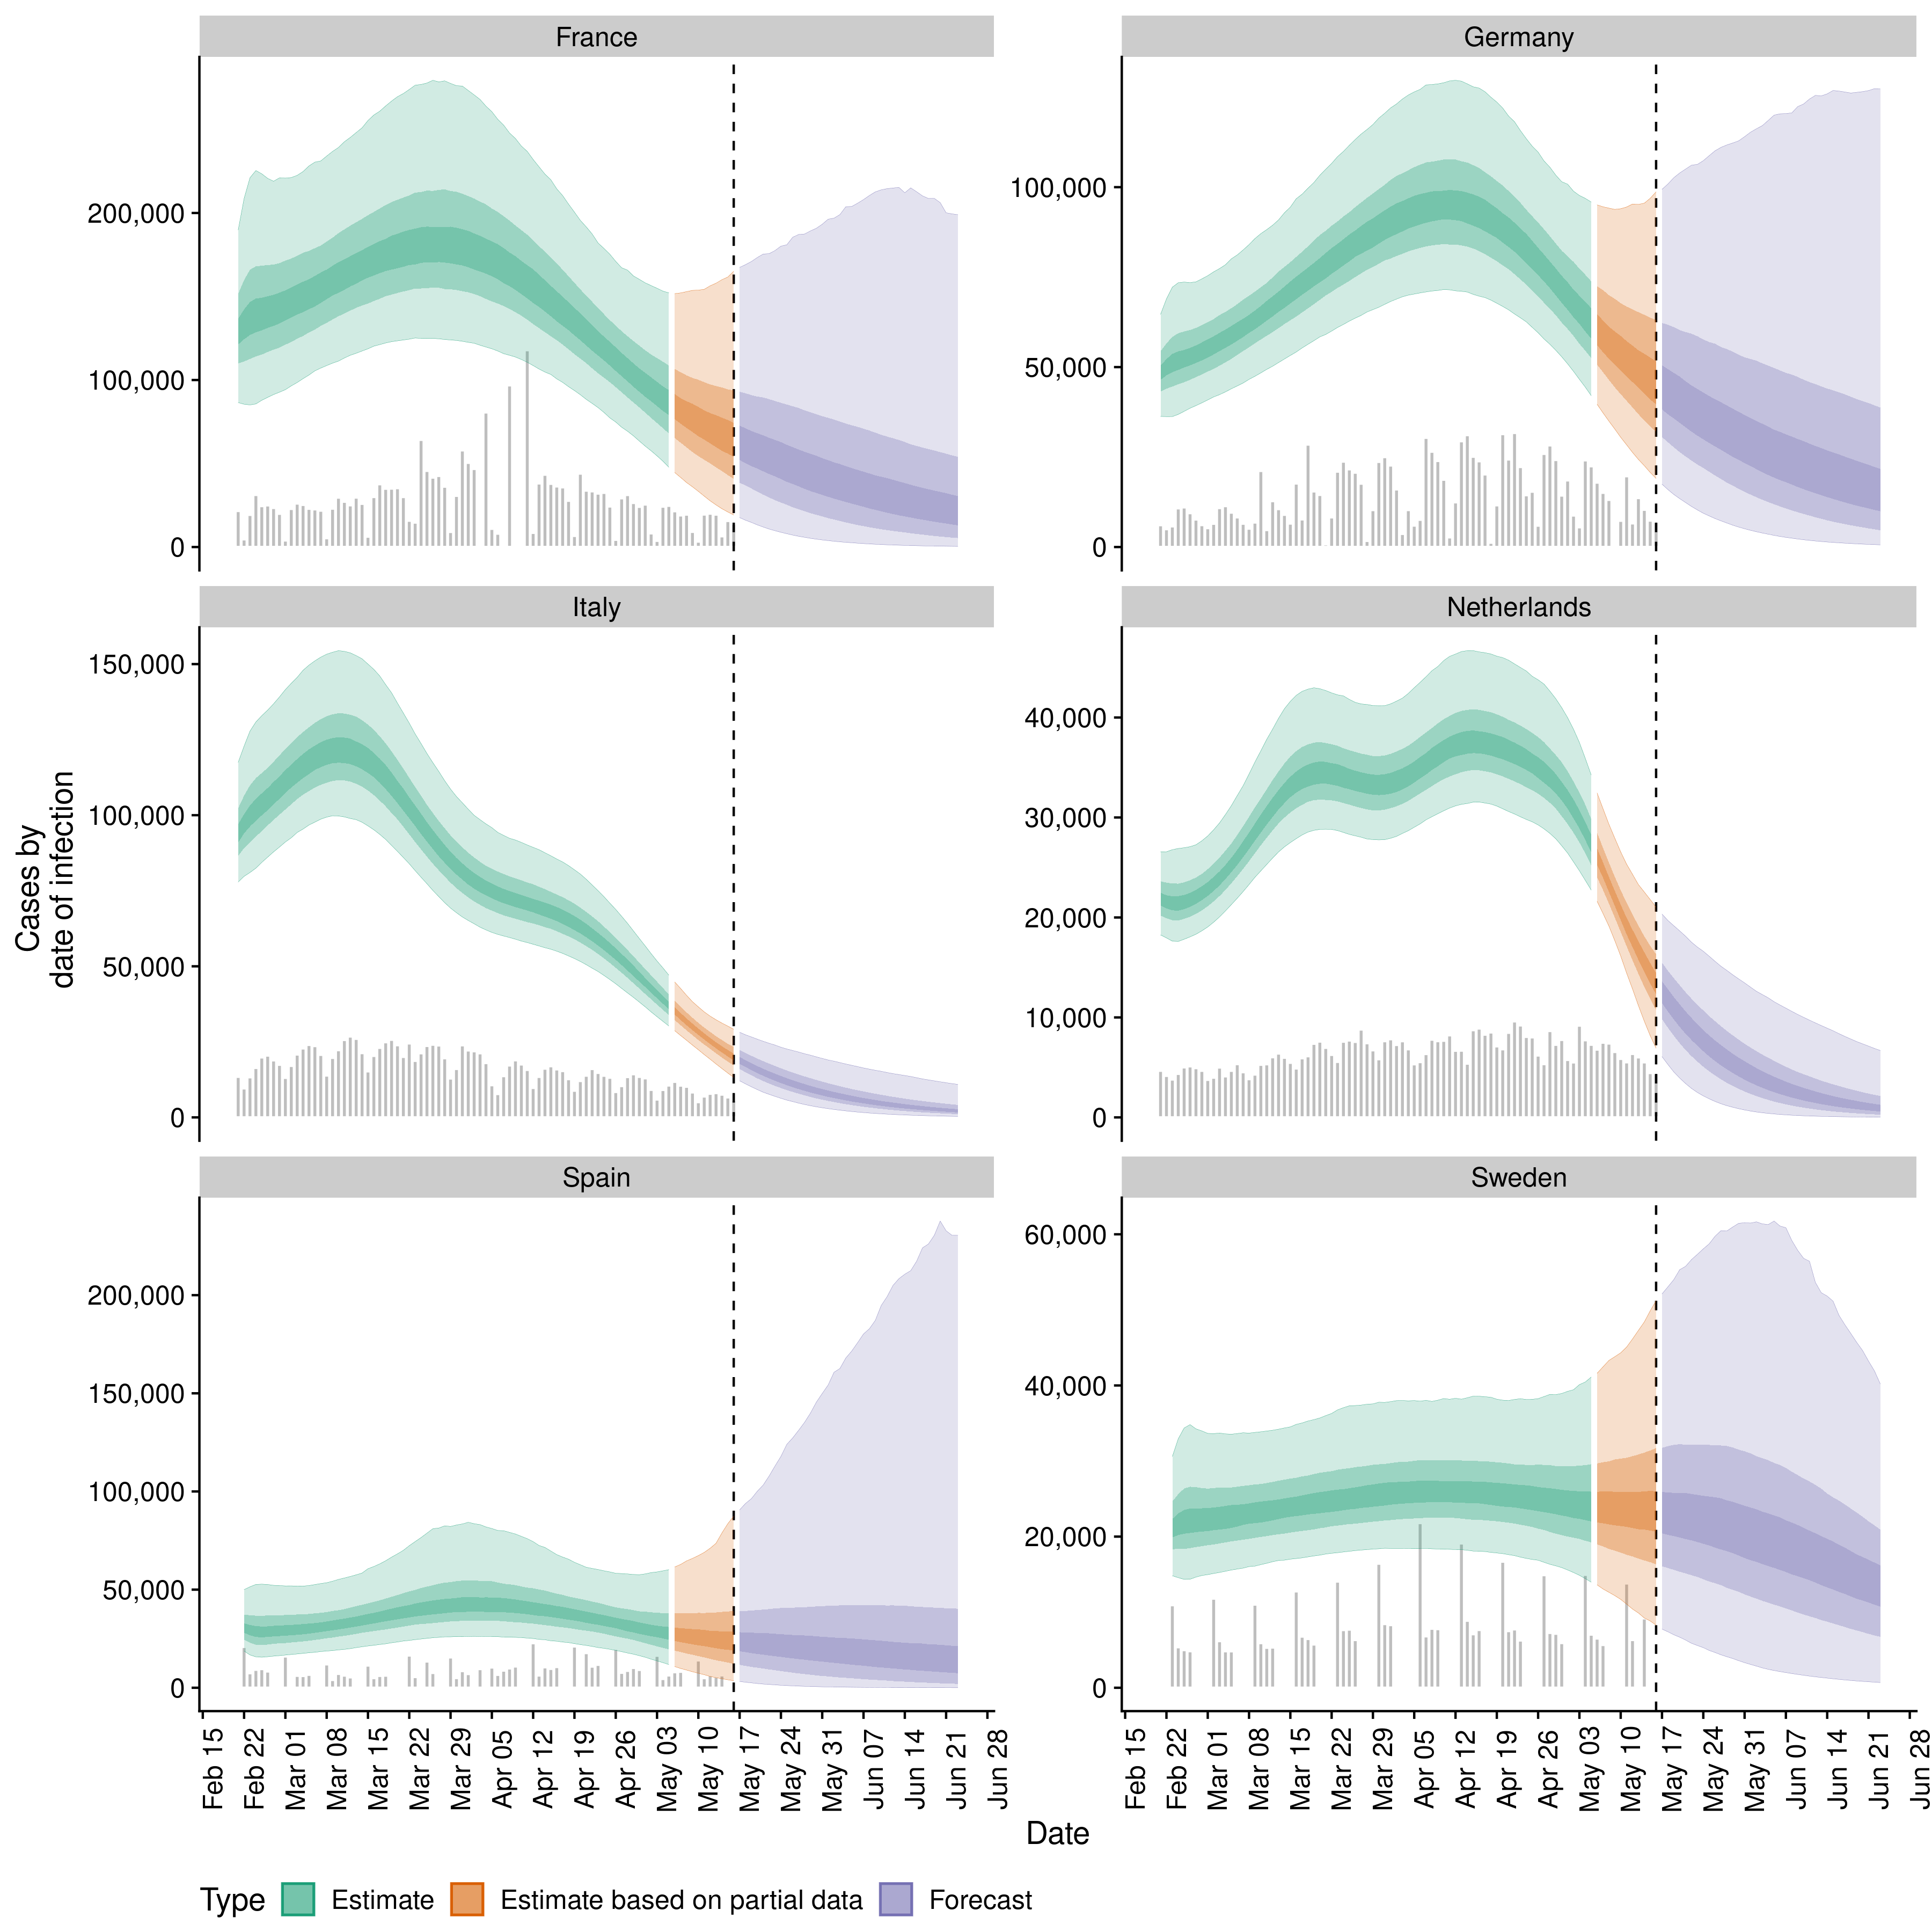 France
Germany
200,000
100,000
0
100,000
50,000
0
Italy
Netherlands
150,000
100,000
50,000
0
40,000
30,000
20,000
10,000
0
Cases by
date of infection
Spain
Sweden
200,000
150,000
100,000
50,000
0
60,000
40,000
20,000
0
Feb 15
Feb 22
Mar 01
Mar 08
Mar 15
Mar 22
Mar 29
Apr 05
Apr 12
Apr 19
Apr 26
May 03
May 10
May 17
May 24
May 31
Jun 07
Jun 14
Jun 21
Jun 28
Feb 15
Feb 22
Mar 01
Mar 08
Mar 15
Mar 22
Mar 29
Apr 05
Apr 12
Apr 19
Apr 26
May 03
May 10
May 17
May 24
May 31
Jun 07
Jun 14
Jun 21
Jun 28
Date
Type Estimate Estimate based on partial data Forecast